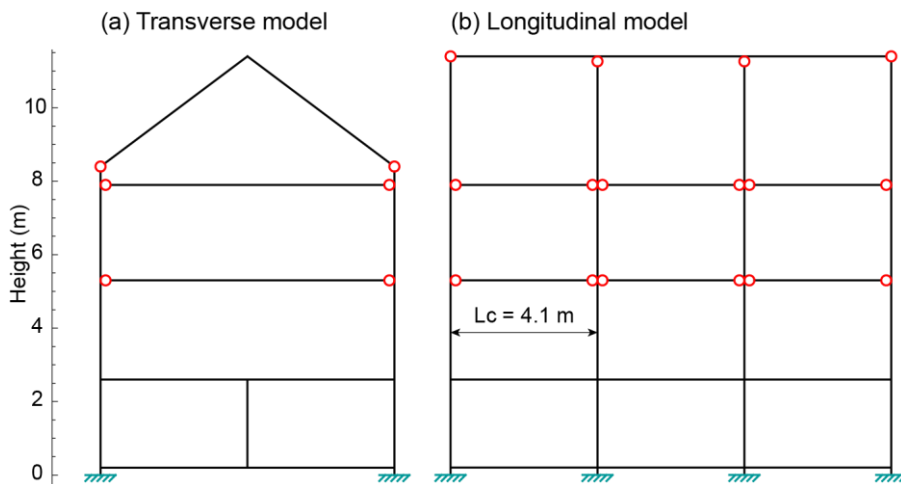 (a) Transverse model
(b) Longitudinal model
Height (m)
10
8
6
4
2
0
Lc = 4.1 m